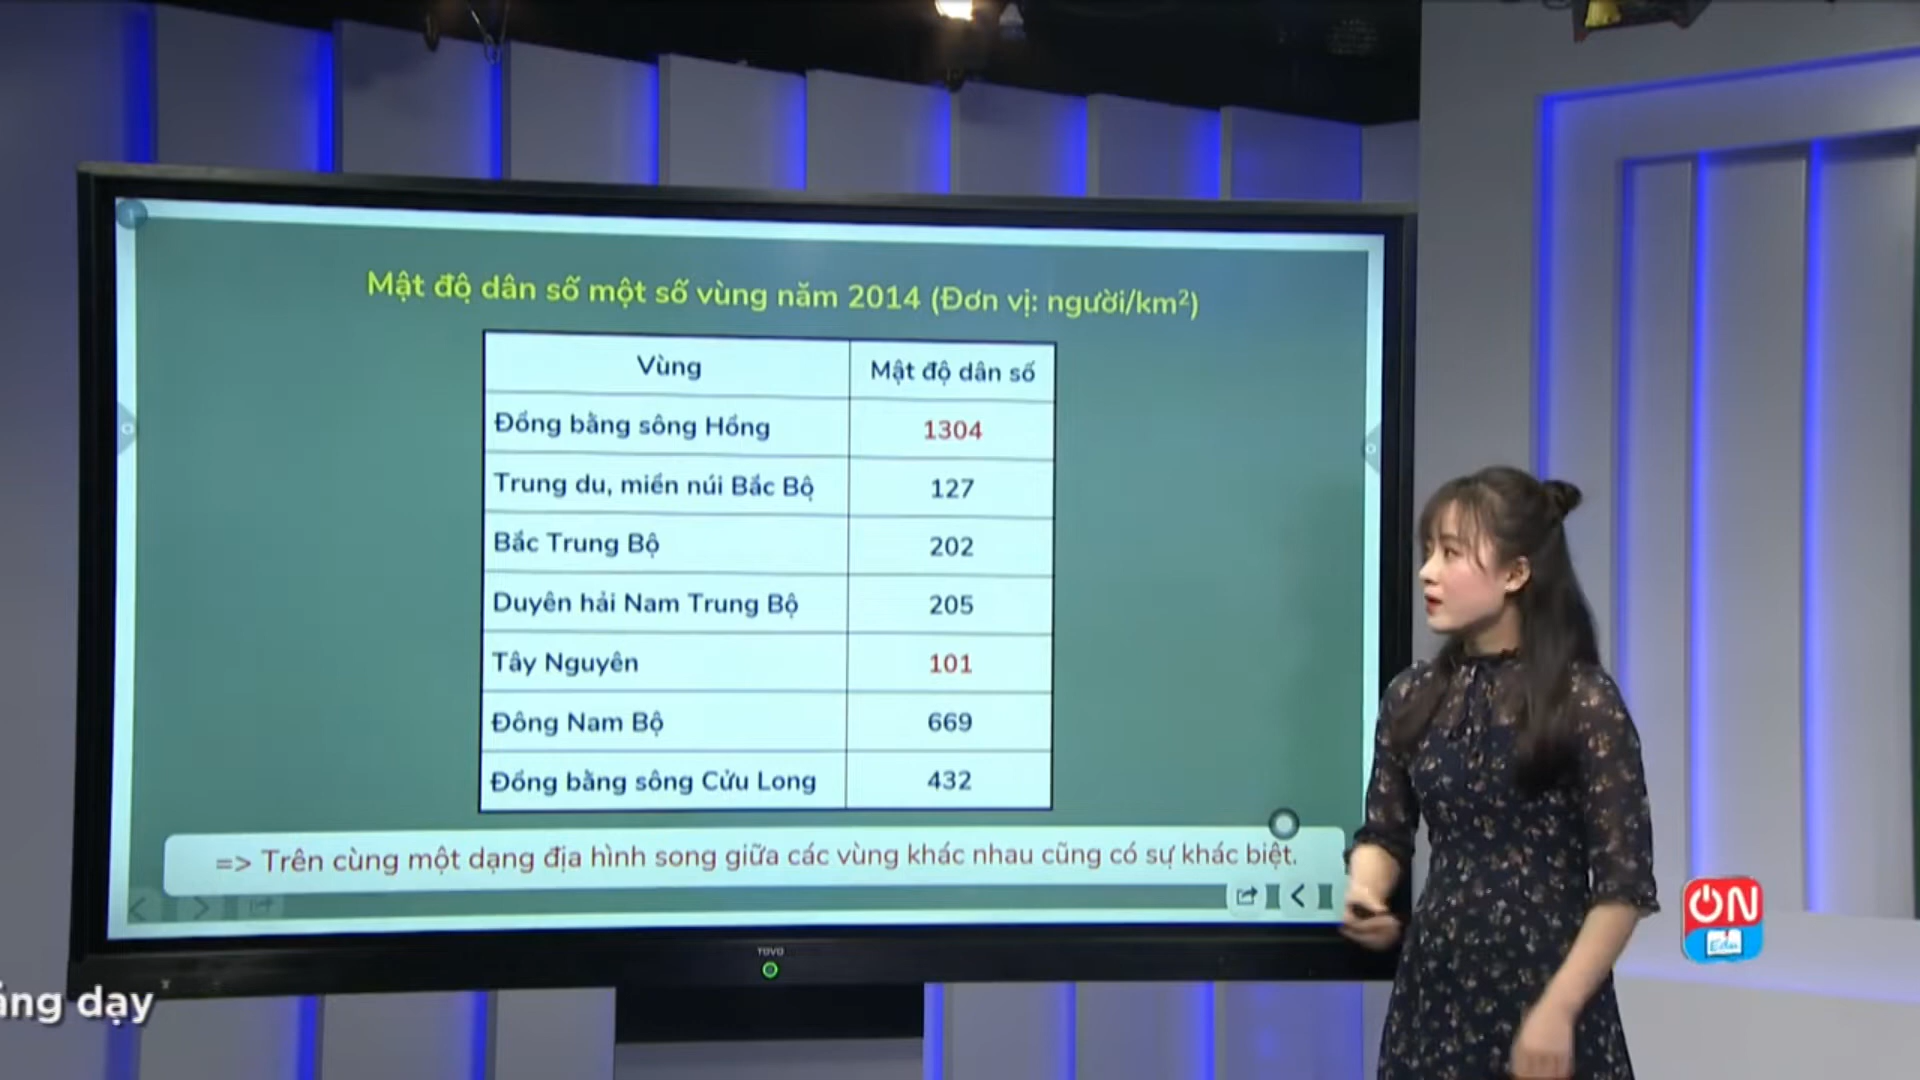 Mật độ dân số một số vùng năm 2014 (Đơn vị: người/km²)
Vùng Mật độ dân số
Đồng bằng sông Hồng 1304
Trung du, miền núi Bắc Bộ 127
Bắc Trung Bộ 202
Duyên hải Nam Trung Bộ 205
Tây Nguyên 101
Đông Nam Bộ 669
Đồng bằng sông Cửu Long 432
=> Trên cùng một dạng địa hình song giữa các vùng khác nhau cũng có sự khác biệt.
TOVO
ON
Edu
dạy